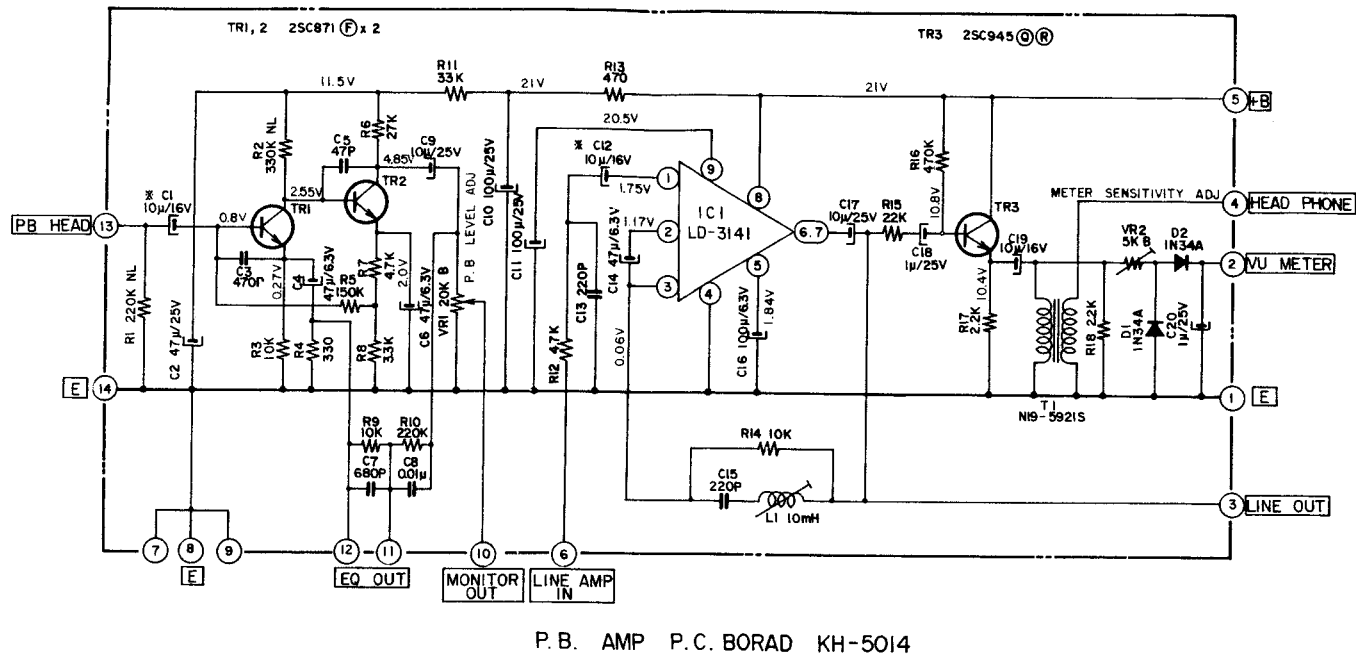 TR1, 2 2SC871 Ⓕ x 2
TR3 2SC945 Ⓠ Ⓡ
11.5V
R11
33K
21V
R13
470
21V
5
+B
R2
330K NL
C5
47P
R6
27K
C9
10μ/25V
4.85V
20.5V
※ C12
10μ/16V
1.75V
1
9
8
R16
470K
METER SENSITIVITY ADJ
4
HEAD PHONE
※ C1
10μ/16V
2.55V
TR2
TR1
0.8V
P.B LEVEL ADJ
C10 100μ/25V
C11 100μ/25V
1.17V
2
IC1
LD-3141
6.7
C17
10μ/25V
R15
22K
10.8V
C18
1μ/25V
TR3
C19
10μ/16V
VR2
5K B
D2
1N34A
2
VU METER
PB HEAD
13
C3
470P
0.27V
C4
47μ/6.3V
R5
150K
R7
4.7K
2.0V
C6 47μ/6.3V
VR1 20K B
C14 47μ/6.3V
C13 220P
3
4
5
C16 100μ/6.3V
1.84V
10.4V
R17
2.2K
R18 2.2K
D1
1N34A
C20
1μ/25V
R1 220K NL
C2 47μ/25V
R3
10K
R4
330
R8
3.3K
R12 4.7K
0.06V
E
14
T1
N19-5921S
1
E
R9
10K
R10
220K
C7
680P
C8
0.01μ
R14 10K
C15
220P
L1 10mH
3
LINE OUT
7
8
9
12
11
10
6
E
EQ OUT
MONITOR
OUT
LINE AMP
IN
P.B. AMP P.C. BORAD KH-5014